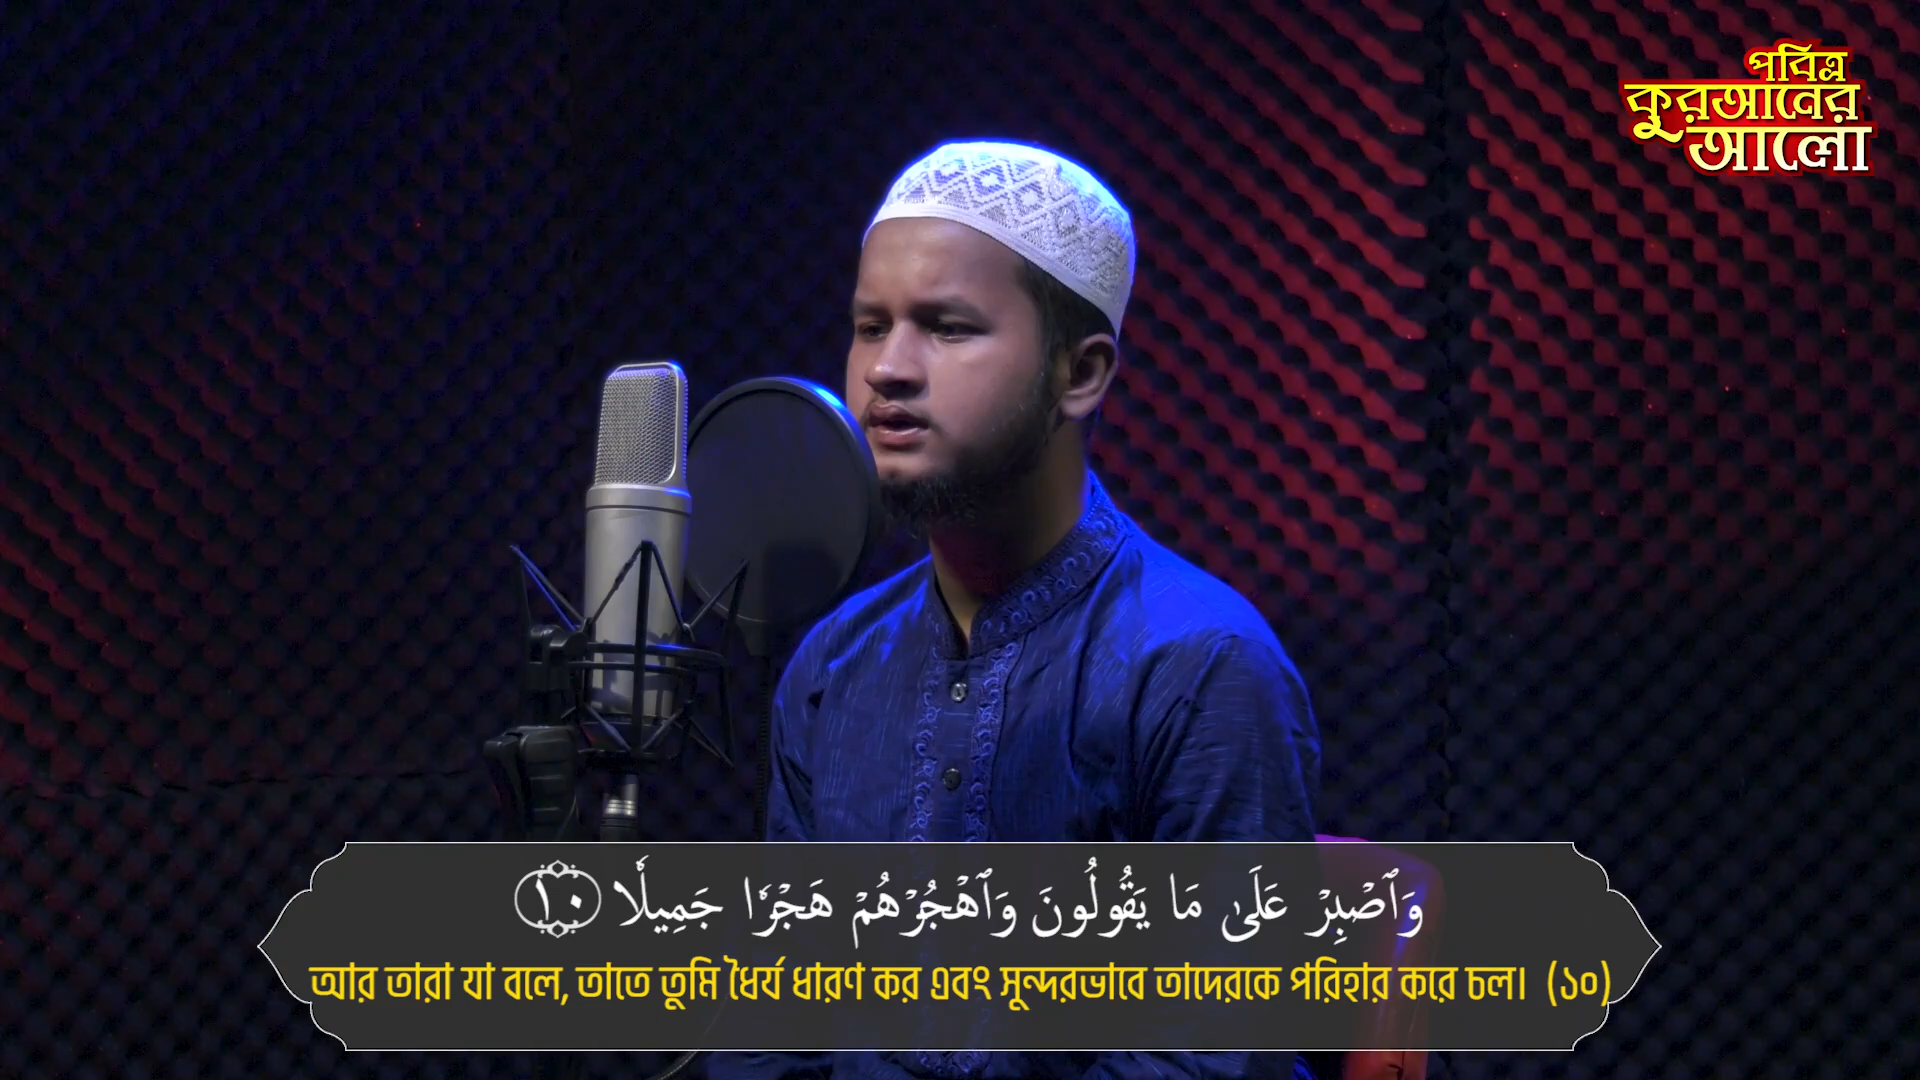 পবিত্র
কুরআনের
আলো
وَٱصْبِرْ عَلَىٰ مَا يَقُولُونَ وَٱهْجُرْهُمْ هَجْرًا جَمِيلًا ١٠
আর তারা যা বলে, তাতে তুমি ধৈর্য ধারণ কর এবং সুন্দরভাবে তাদেরকে পরিহার করে চল। (১০)